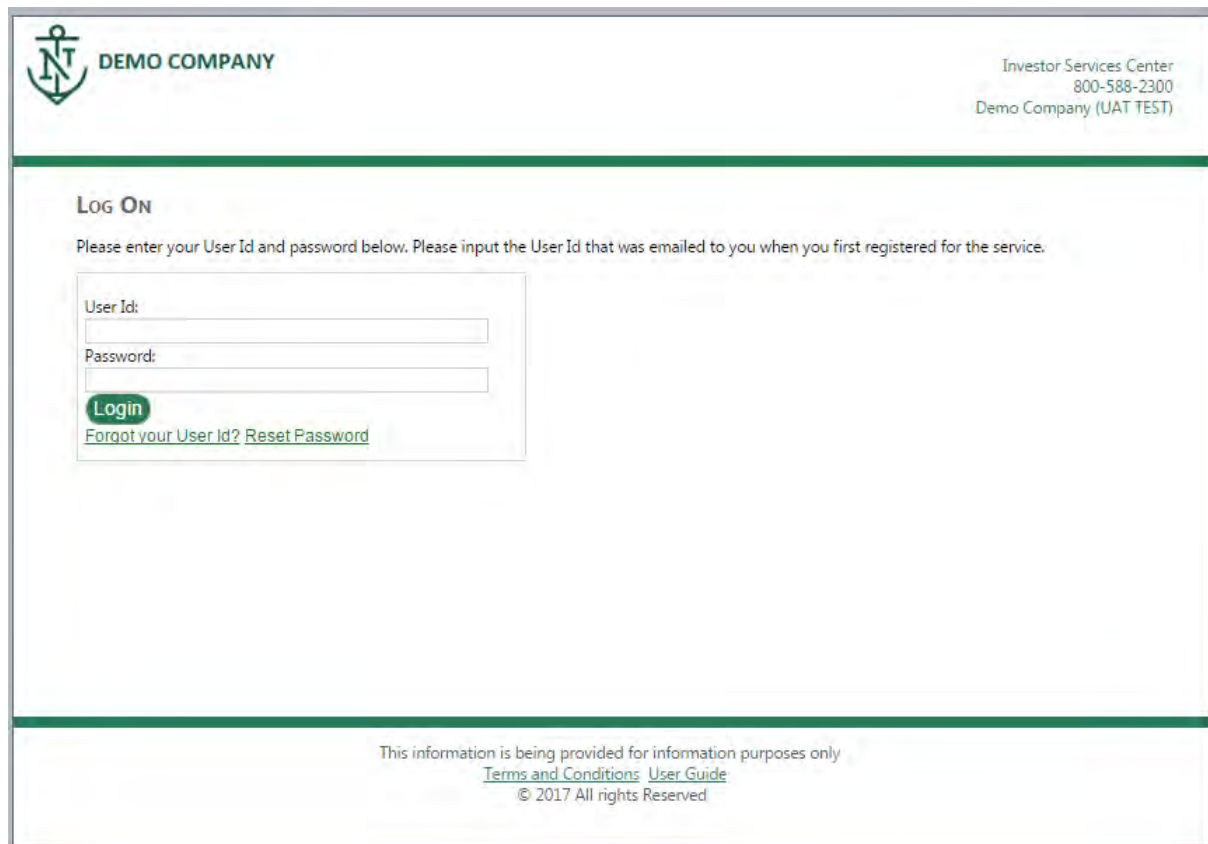 NT DEMO COMPANY
Investor Services Center
800-588-2300
Demo Company (UAT TEST)
LOG ON
Please enter your User Id and password below. Please input the User Id that was emailed to you when you first registered for the service.
User Id:
Password:
Login
Forgot your User Id? Reset Password
This information is being provided for information purposes only
Terms and Conditions User Guide
© 2017 All rights Reserved